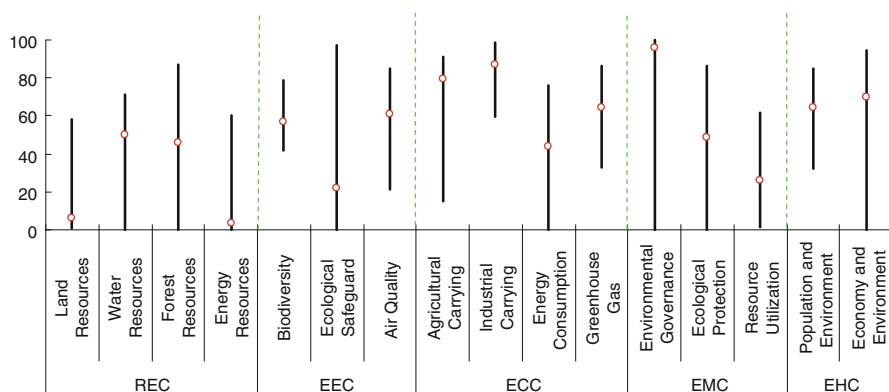 100
80
60
40
20
0
Land
Resources
Water
Resources
Forest
Resources
Energy
Resources
Biodiversity
Ecological
Safeguard
Air Quality
Agricultural
Carrying
Industrial
Carrying
Energy
Consumption
Greenhouse
Gas
Environmental
Governance
Ecological
Protection
Resource
Utilization
Population and
Environment
Economy and
Environment
REC
EEC
ECC
EMC
EHC